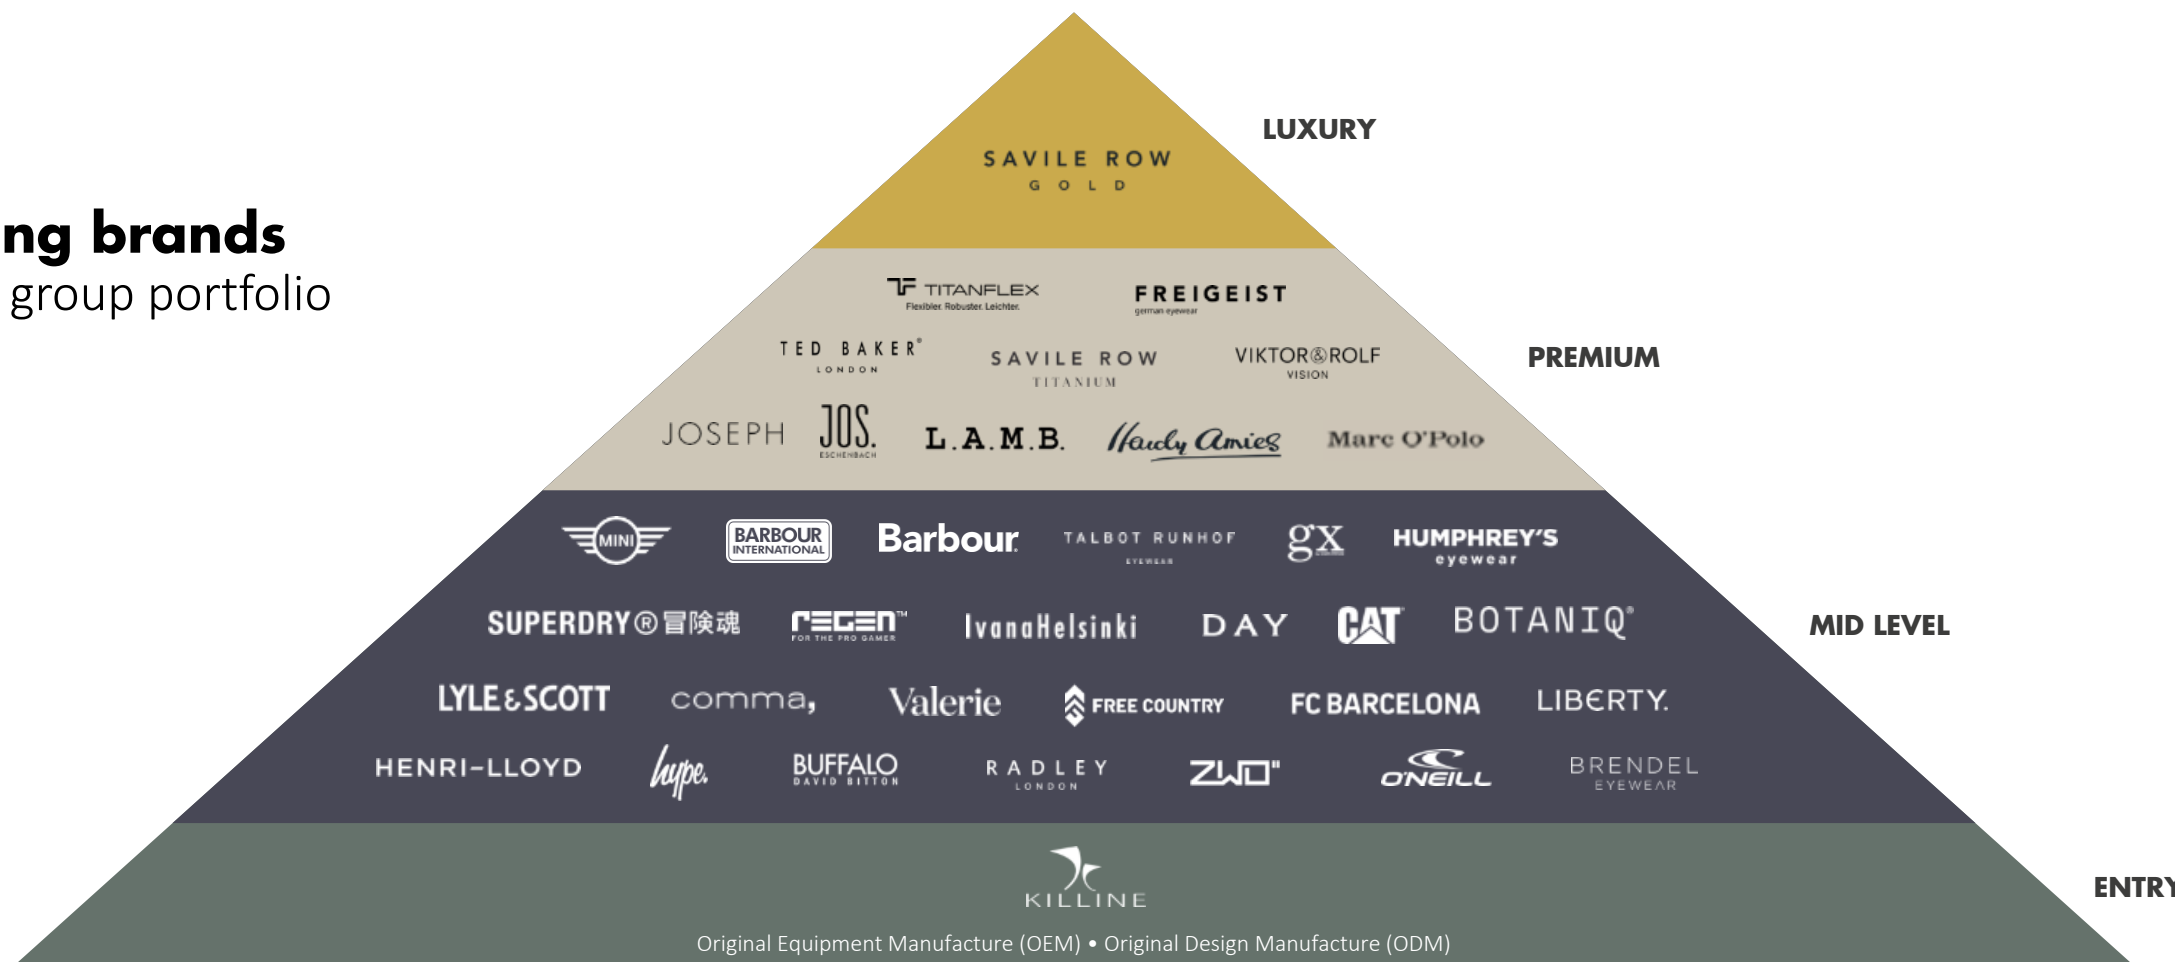 LUXURY
SAVILE ROW
GOLD
ng brands
group portfolio
TF TITANFLEX
Flexibler. Robuster. Leichter.
FREIGEIST
german eyewear
TED BAKER®
LONDON
SAVILE ROW
TITANIUM
VIKTOR&ROLF
VISION
PREMIUM
JOSEPH
JOS.
ESCHENBACH
L.A.M.B.
Hardy Amies
Marc O'Polo
MINI
BARBOUR
INTERNATIONAL
Barbour
TALBOT RUNHOF
EYEWEAR
gx
HUMPHREY'S
eyewear
SUPERDRY® 冒険魂
REGEN™
FOR THE PRO GAMER
IvanaHelsinki
DAY
CAT
BOTANIQ®
MID LEVEL
LYLE&SCOTT
comma,
Valerie
FREE COUNTRY
FC BARCELONA
LIBERTY.
HENRI-LLOYD
hype.
BUFFALO
DAVID BITTON
RADLEY
LONDON
ZWO"
O'NEILL
BRENDEL
EYEWEAR
KILLINE
ENTRY
Original Equipment Manufacture (OEM) • Original Design Manufacture (ODM)